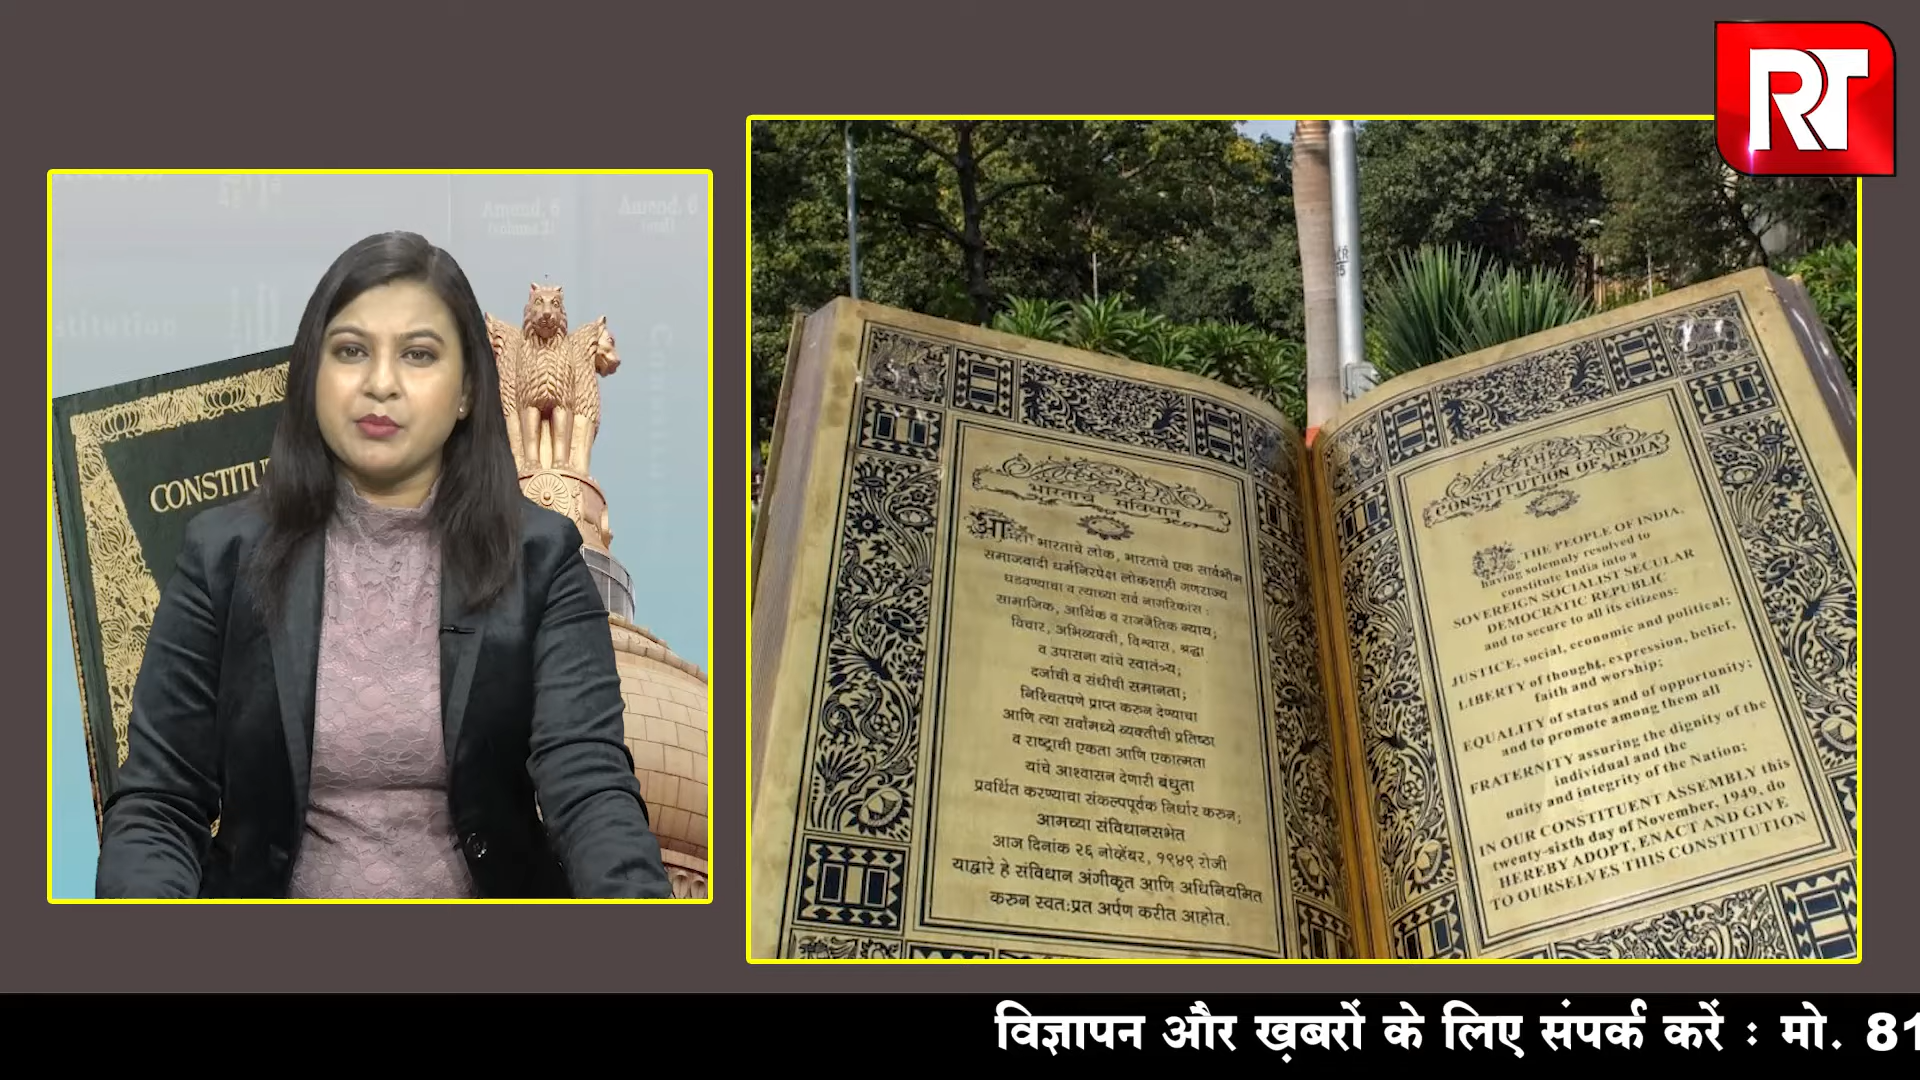 RT
Amend. 6
(volume 2)
Amend. 6
stitution
CONSTITU
भारताचे संविधान
आम्ही भारताचे लोक, भारताचे एक सार्वभौम
समाजवादी धर्मनिरपेक्ष लोकशाही गणराज्य
घडवण्याचा व त्याच्या सर्व नागरिकांस :
सामाजिक, आर्थिक व राजनैतिक न्याय;
विचार, अभिव्यक्ती, विश्वास, श्रद्धा
व उपासना यांचे स्वातंत्र्य;
दर्जाची व संधीची समानता;
निश्चितपणे प्राप्त करुन देण्याचा
आणि त्या सर्वांमध्ये व्यक्तीची प्रतिष्ठा
व राष्ट्राची एकता आणि एकात्मता
यांचे आश्वासन देणारी बंधुता
प्रवर्धित करण्याचा संकल्पपूर्वक निर्धार करुन;
आमच्या संविधानसभेत
आज दिनांक २६ नोव्हेंबर, १९४९ रोजी
याद्वारे हे संविधान अंगीकृत आणि अधिनियमित
करुन स्वतःप्रत अर्पण करीत आहोत.
THE
CONSTITUTION OF INDIA
THE PEOPLE OF INDIA,
having solemnly resolved to
constitute India into a
SOVEREIGN SOCIALIST SECULAR
DEMOCRATIC REPUBLIC
and to secure to all its citizens:
JUSTICE, social, economic and political;
LIBERTY of thought, expression, belief,
faith and worship;
EQUALITY of status and of opportunity;
and to promote among them all
FRATERNITY assuring the dignity of the
individual and the
unity and integrity of the Nation;
IN OUR CONSTITUENT ASSEMBLY this
twenty-sixth day of November, 1949, do
HEREBY ADOPT, ENACT AND GIVE
TO OURSELVES THIS CONSTITUTION
विज्ञापन और ख़बरों के लिए संपर्क करें : मो. 81